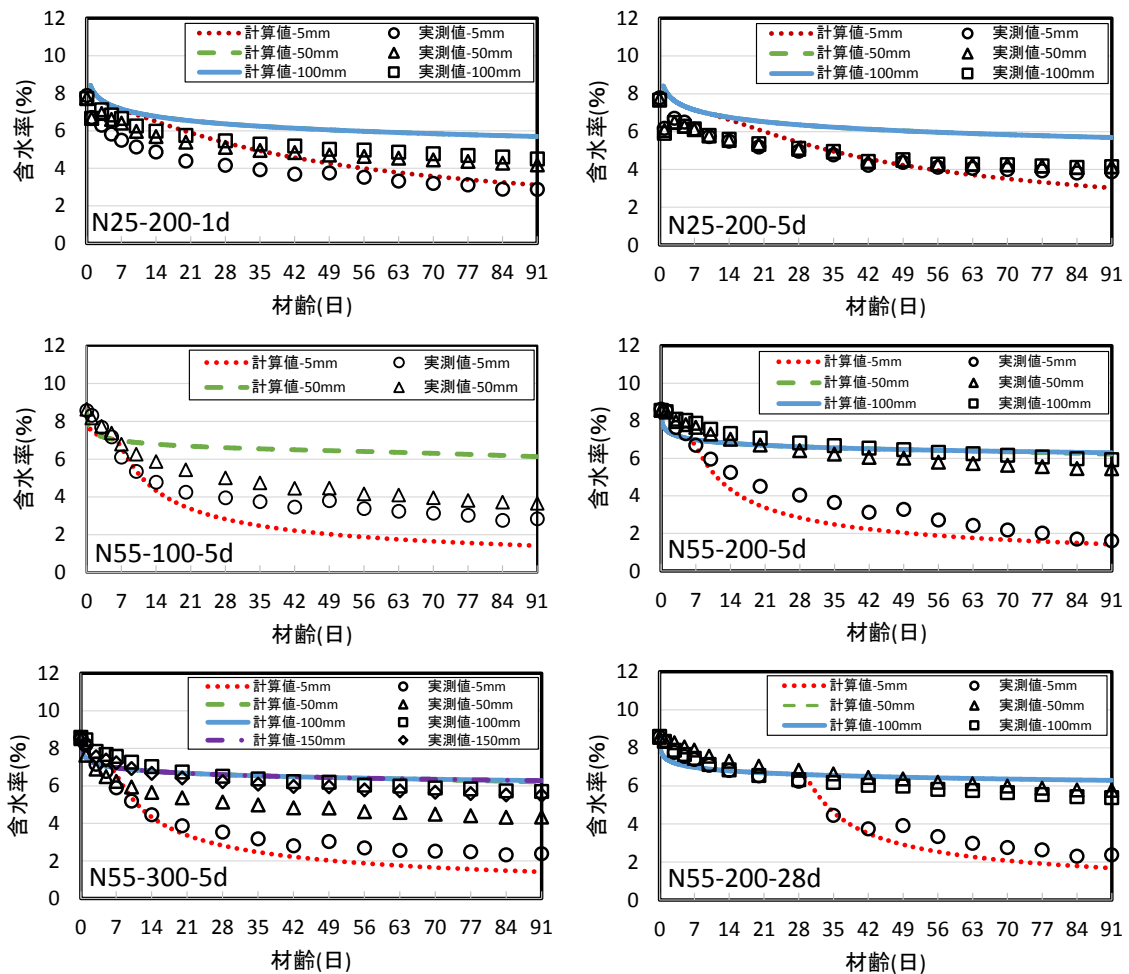 計算値-5mm 実測値-5mm
計算値-50mm 実測値-50mm
計算値-100mm 実測値-100mm
含水率(%)
12
10
8
6
4
2
0
N25-200-1d
0 7 14 21 28 35 42 49 56 63 70 77 84 91
材齢(日)
計算値-5mm 実測値-5mm
計算値-50mm 実測値-50mm
計算値-100mm 実測値-100mm
含水率(%)
12
10
8
6
4
2
0
N25-200-5d
0 7 14 21 28 35 42 49 56 63 70 77 84 91
材齢(日)
計算値-5mm 実測値-5mm
計算値-50mm 実測値-50mm
含水率(%)
12
10
8
6
4
2
0
N55-100-5d
0 7 14 21 28 35 42 49 56 63 70 77 84 91
材齢(日)
計算値-5mm 実測値-5mm
計算値-50mm 実測値-50mm
計算値-100mm 実測値-100mm
含水率(%)
12
10
8
6
4
2
0
N55-200-5d
0 7 14 21 28 35 42 49 56 63 70 77 84 91
材齢(日)
計算値-5mm 実測値-5mm
計算値-50mm 実測値-50mm
計算値-100mm 実測値-100mm
計算値-150mm 実測値-150mm
含水率(%)
12
10
8
6
4
2
0
N55-300-5d
0 7 14 21 28 35 42 49 56 63 70 77 84 91
材齢(日)
計算値-5mm 実測値-5mm
計算値-50mm 実測値-50mm
計算値-100mm 実測値-100mm
含水率(%)
12
10
8
6
4
2
0
N55-200-28d
0 7 14 21 28 35 42 49 56 63 70 77 84 91
材齢(日)